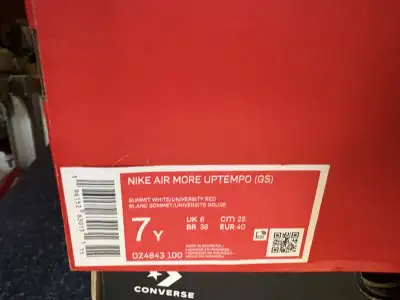 NIKE AIR MORE UPTEMPO (GS)
SUMMIT WHITE/UNIVERSITY RED
BLANC SOMMET/UNIVERSITE ROUGE
7Y
UK 6 CM 25
BR 38 EUR 40
DZ4843 100
CONVERSE